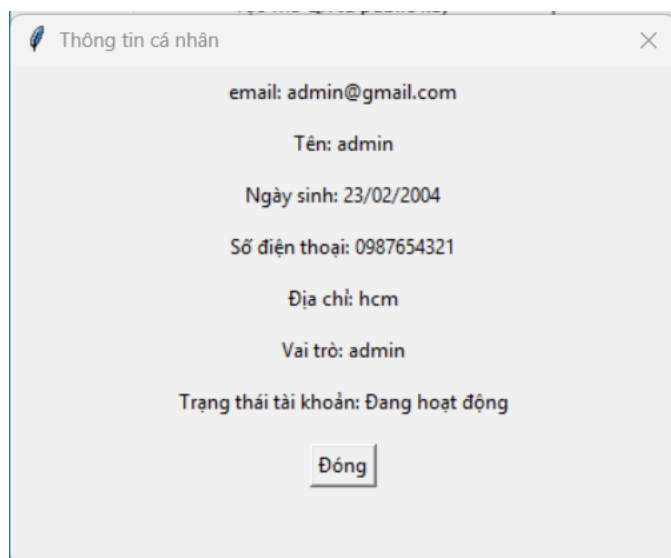 Thông tin cá nhân
email: admin@gmail.com
Tên: admin
Ngày sinh: 23/02/2004
Số điện thoại: 0987654321
Địa chỉ: hcm
Vai trò: admin
Trạng thái tài khoản: Đang hoạt động
Đóng